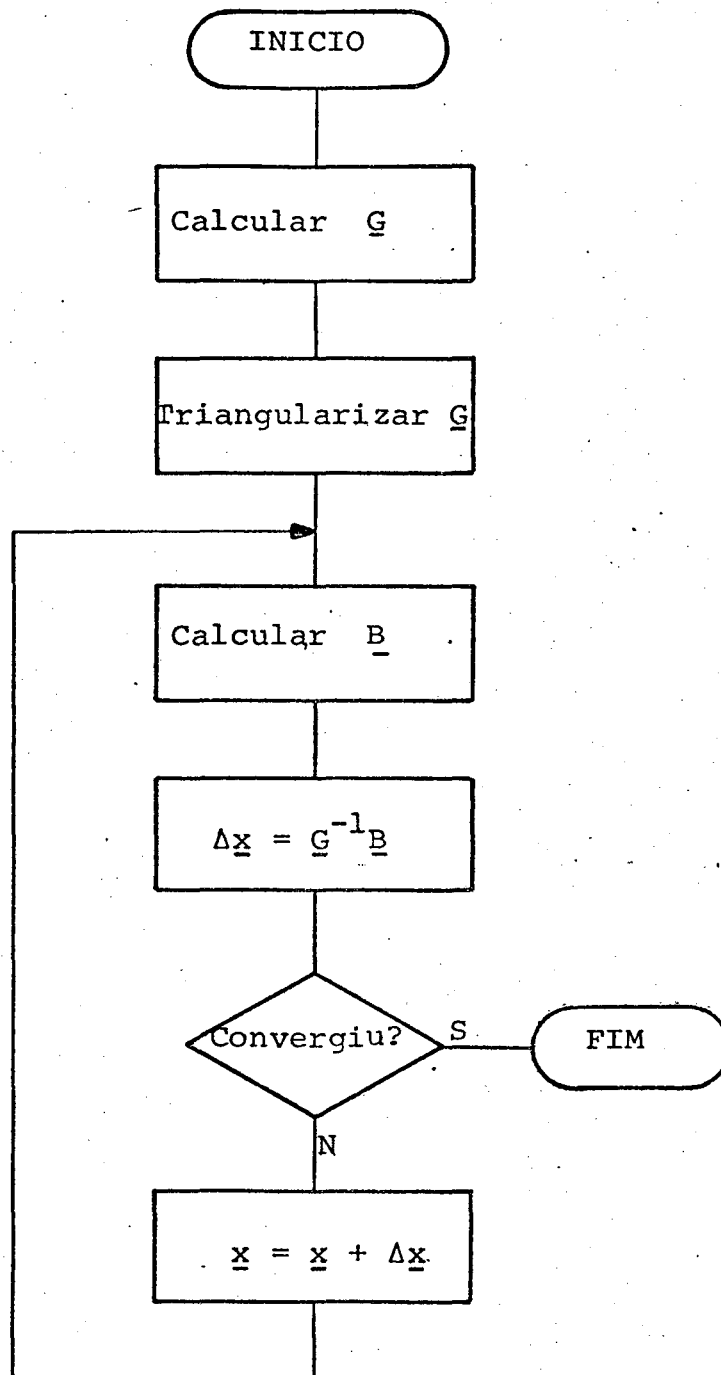 INICIO
Calcular G̲
Triangularizar G̲
Calcular B̲
Δx̲ = G̲⁻¹B̲
Convergiu? S FIM
N
x̲ = x̲ + Δx̲